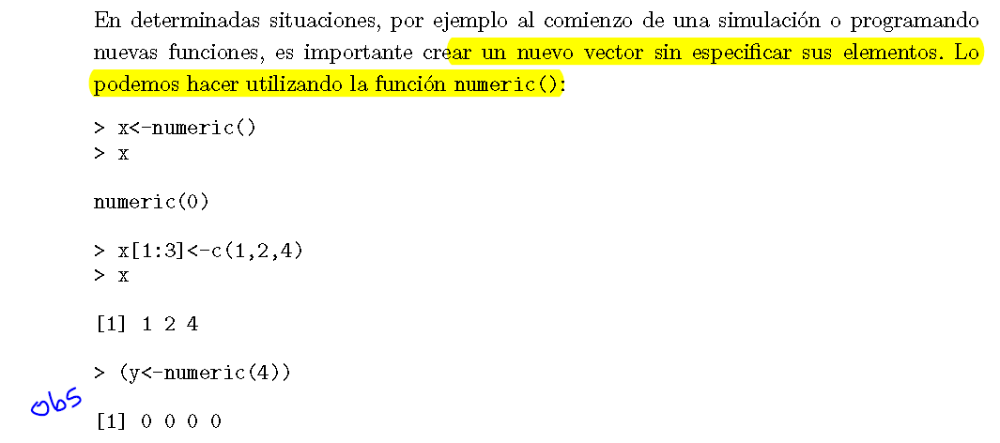 En determinadas situaciones, por ejemplo al comienzo de una simulación o programando
nuevas funciones, es importante crear un nuevo vector sin especificar sus elementos. Lo
podemos hacer utilizando la función numeric():
> x<-numeric()
> x
numeric(0)
> x[1:3]<-c(1,2,4)
> x
[1] 1 2 4
> (y<-numeric(4))
obs
[1] 0 0 0 0